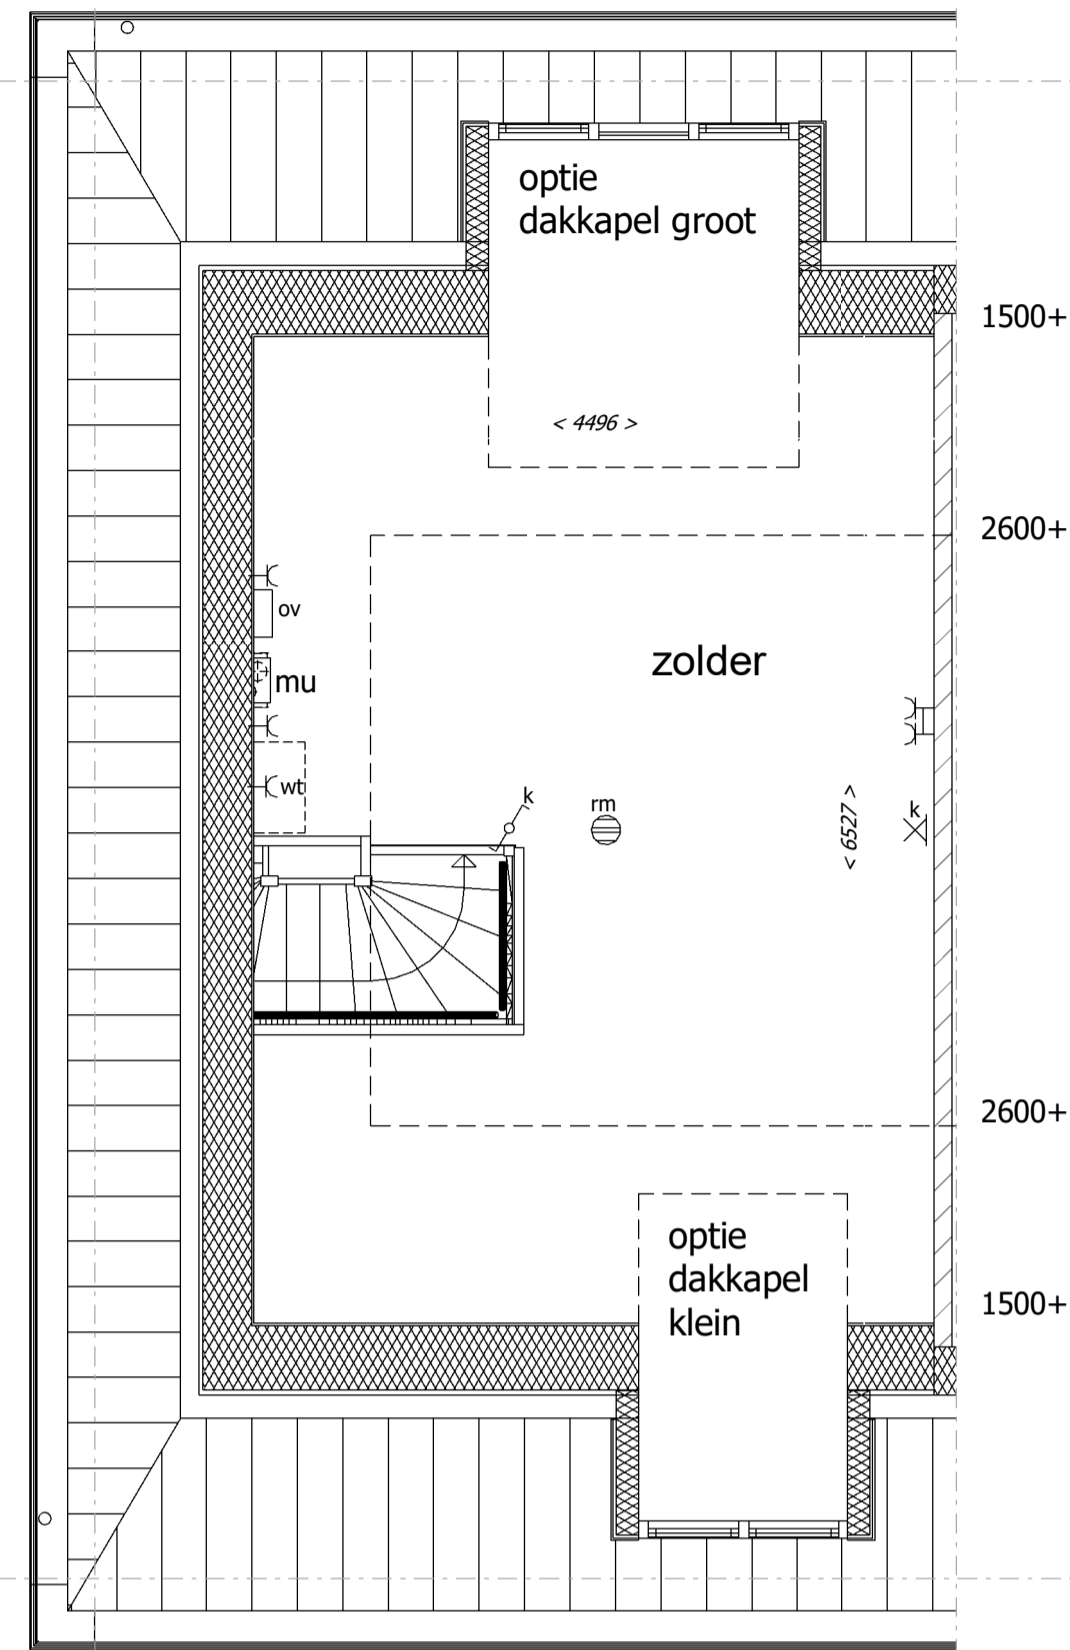 optie
dakkapel groot
1500+
< 4496 >
2600+
ov
zolder
mu
wt
k
rm
< 6527 >
k
2600+
optie
dakkapel
klein
1500+